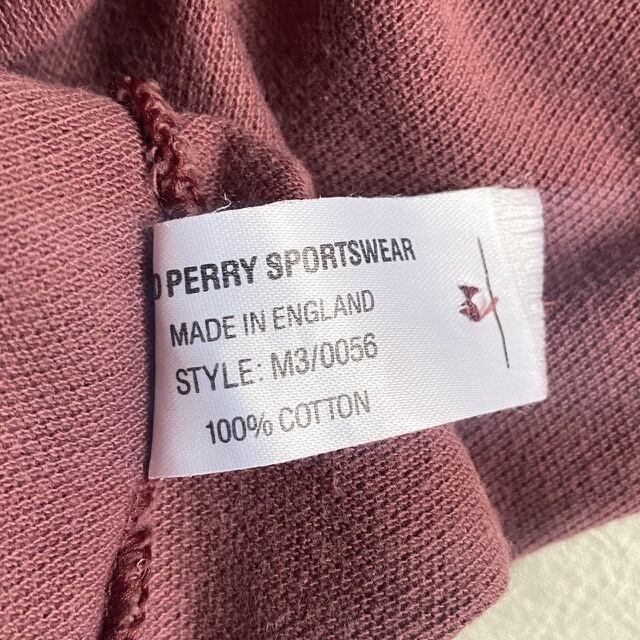 D PERRY SPORTSWEAR
MADE IN ENGLAND
STYLE: M3/0056
100% COTTON